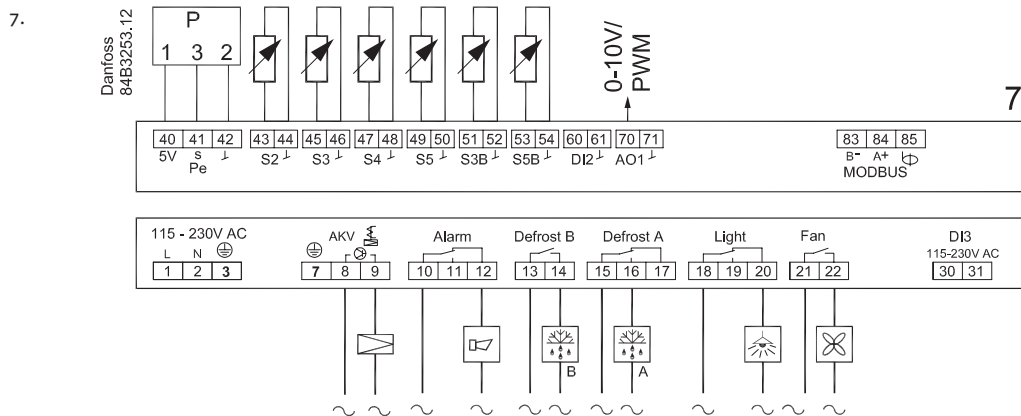 7.
Danfoss
84B3253.12
P
1 3 2
0-10V/
PWM
7
40 41 42 43 44 45 46 47 48 49 50 51 52 53 54 60 61 70 71 83 84 85
5V s S2 S3 S4 S5 S3B S5B DI2 AO1 B- A+
Pe MODBUS
115 - 230V AC AKV Alarm Defrost B Defrost A Light Fan DI3
L N 115-230V AC
1 2 3 7 8 9 10 11 12 13 14 15 16 17 18 19 20 21 22 30 31
B A